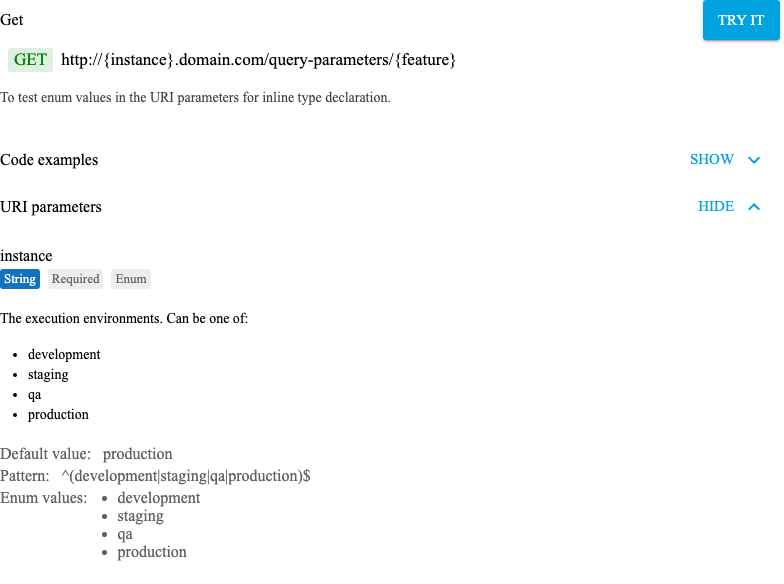 Get
TRY IT
GET http://{instance}.domain.com/query-parameters/{feature}
To test enum values in the URI parameters for inline type declaration.
Code examples SHOW
URI parameters HIDE
instance
String Required Enum
The execution environments. Can be one of:
• development
• staging
• qa
• production
Default value: production
Pattern: ^(development|staging|qa|production)$
Enum values: • development
• staging
• qa
• production